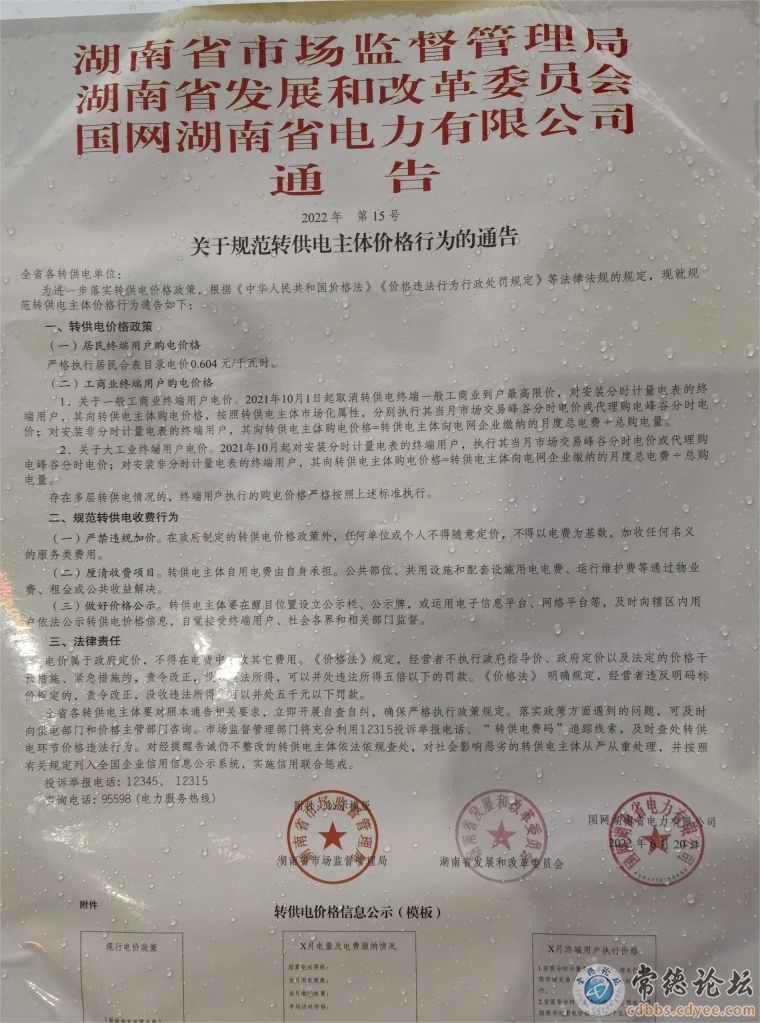 湖南省市场监督管理局
湖南省发展和改革委员会
国网湖南省电力有限公司
通 告
2022年 第15号
关于规范转供电主体价格行为的通告
全省各转供电单位：
为进一步落实转供电价格政策，根据《中华人民共和国价格法》《价格违法行为行政处罚规定》等法律法规的规定，现就规
范转供电主体价格行为通告如下：
一、转供电价格政策
（一）居民终端用户购电价格
严格执行居民合表目录电价0.604元/千瓦时。
（二）工商业终端用户购电价格
1. 关于一般工商业终端用户电价。2021年10月1日起取消转供电终端一般工商业到户最高限价，对安装分时计量电表的终
端用户，其向转供电主体购电价格，按照转供电主体市场化属性，分别执行其当月市场交易峰谷分时电价或代理购电峰谷分时电
价；对安装非分时计量电表的终端用户，其向转供电主体购电价格=转供电主体向电网企业缴纳的月度总电费÷总购电量。
2. 关于大工业终端用户电价。2021年10月起对安装分时计量电表的终端用户，执行其当月市场交易峰谷分时电价或代理购
电峰谷分时电价；对安装非分时计量电表的终端用户，其向转供电主体购电价格=转供电主体向电网企业缴纳的月度总电费÷总购
电量。
存在多层转供电情况的，终端用户执行的购电价格严格按照上述标准执行。
二、规范转供电收费行为
（一）严禁违规加价。在政府制定的转供电价格政策外，任何单位或个人不得随意定价，不得以电费为基数，加收任何名义
的服务类费用。
（二）厘清收费项目。转供电主体自用电费由自身承担。公共部位、共用设施和配套设施用电电费、运行维护费等通过物业
费、租金或公共收益解决。
（三）做好价格公示。转供电主体要在醒目位置设立公示栏、公示牌，或运用电子信息平台、网络平台等，及时向辖区内用
户依法公示转供电价格信息，自觉接受终端用户、社会各界和相关部门监督。
三、法律责任
电价属于政府定价，不得在电费中 收其它费用。《价格法》规定，经营者不执行政府指导价、政府定价以及法定的价格干
预措施、紧急措施的，责令改正，没 法所得，可以并处违法所得五倍以下的罚款。《价格法》 明确规定，经营者违反明码标
价规定的，责令改正，没收违法所得， 可以并处五千元以下罚款。
全省各转供电主体要对照本通告相关要求，立即开展自查自纠，确保严格执行政策规定。落实政策方面遇到的问题，可及时
向供电部门和价格主管部门咨询。市场监督管理部门将充分利用12315投诉举报电话、“转供电费码”追踪线索，及时查处转供
电环节价格违法行为。对经提醒告诫仍不整改的转供电主体依法依规查处，对社会影响恶劣的转供电主体从严从重处理，并按照
有关规定列入全国企业信用信息公示系统，实施信用联合惩戒。
投诉举报电话：12345、12315
咨询电话：95598（电力服务热线）
附件：公示模版
湖南省市场监督管理局
湖南省发展和改革委员会
国网湖南省电力有限公司
2022年6月20日
附件
转供电价格信息公示（模板）
现行电价政策
X月电量及电费缴纳情况
X月终端用户执行价格
常德论坛
cdbbs.cdyee.com